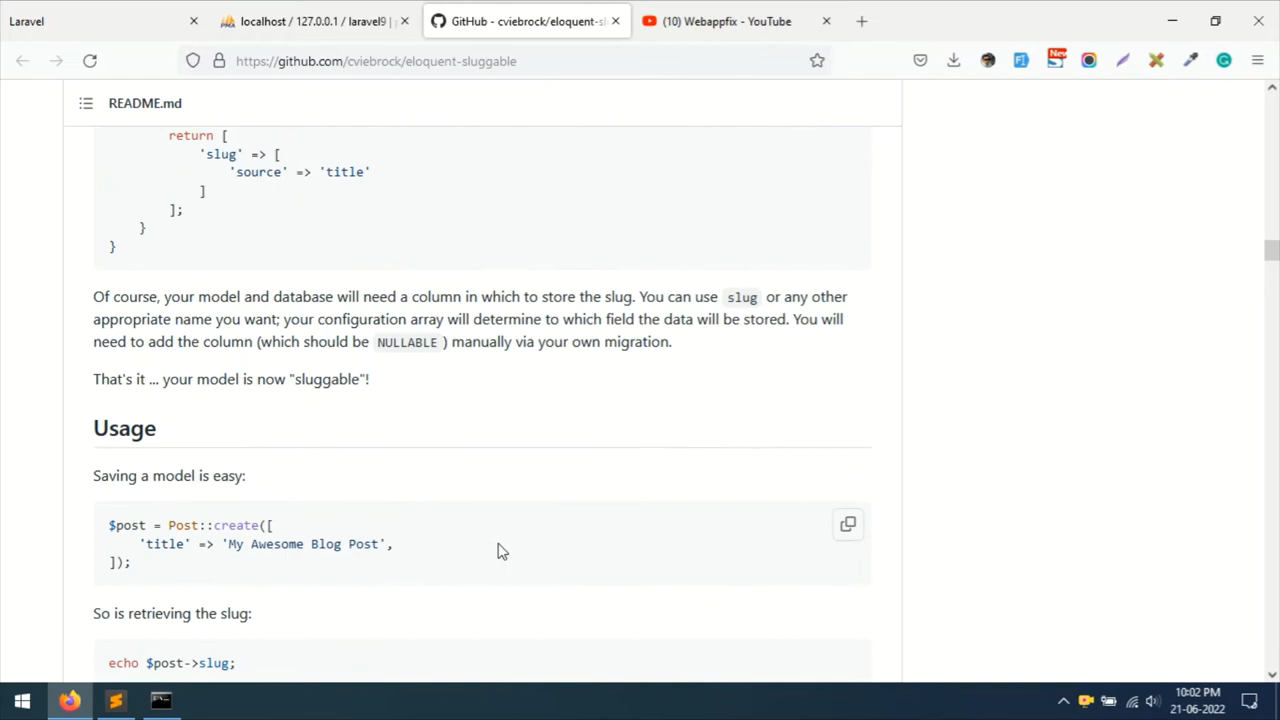 Laravel
localhost / 127.0.0.1 / laravel9 |
GitHub - cviebrock/eloquent-sl
(10) Webappfix - YouTube
https://github.com/cviebrock/eloquent-sluggable
New
README.md
return [
'slug' => [
'source' => 'title'
]
];
}
}
Of course, your model and database will need a column in which to store the slug. You can use slug or any other
appropriate name you want; your configuration array will determine to which field the data will be stored. You will
need to add the column (which should be NULLABLE ) manually via your own migration.
That's it ... your model is now "sluggable"!
Usage
Saving a model is easy:
$post = Post::create([
'title' => 'My Awesome Blog Post',
]);
So is retrieving the slug:
echo $post->slug;
10:02 PM
21-06-2022